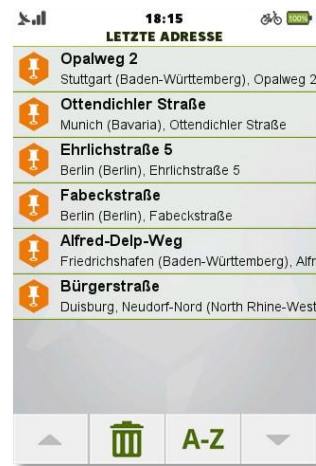 18:15
100%
LETZTE ADRESSE
Opalweg 2
Stuttgart (Baden-Württemberg), Opalweg 2
Ottendichler Straße
Munich (Bavaria), Ottendichler Straße
Ehrlichstraße 5
Berlin (Berlin), Ehrlichstraße 5
Fabeckstraße
Berlin (Berlin), Fabeckstraße
Alfred-Delp-Weg
Friedrichshafen (Baden-Württemberg), Alfr
Bürgerstraße
Duisburg, Neudorf-Nord (North Rhine-West
A-Z